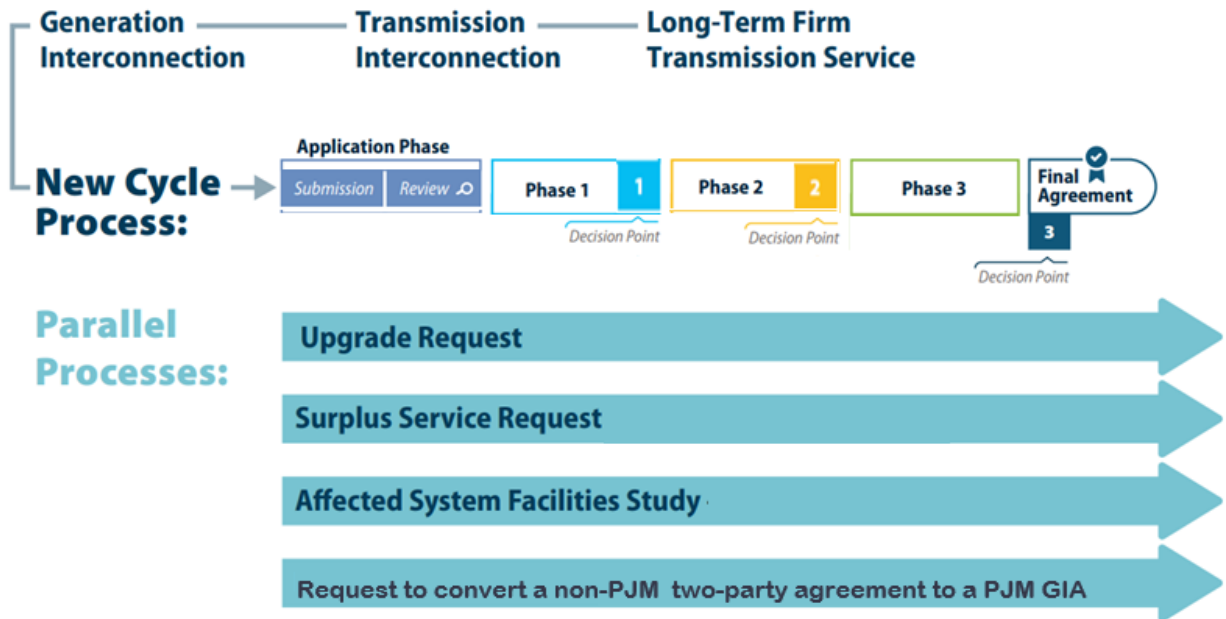 Generation
Interconnection
Transmission
Interconnection
Long-Term Firm
Transmission Service
New Cycle
Process:
Application Phase
Submission
Review
Phase 1
1
Decision Point
Phase 2
2
Decision Point
Phase 3
Final
Agreement
3
Decision Point
Parallel
Processes:
Upgrade Request
Surplus Service Request
Affected System Facilities Study
Request to convert a non-PJM two-party agreement to a PJM GIA